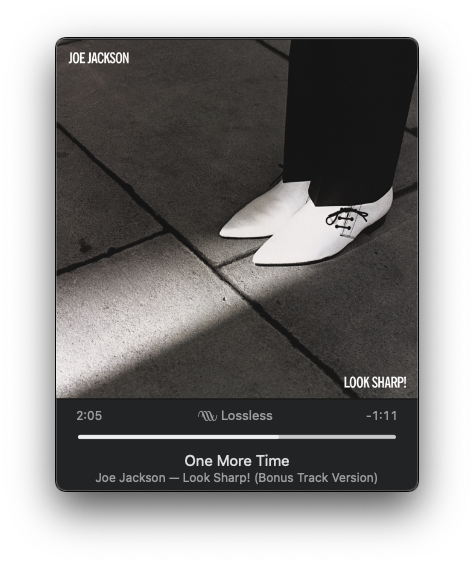 JOE JACKSON
LOOK SHARP!
2:05 Lossless -1:11
One More Time
Joe Jackson — Look Sharp! (Bonus Track Version)